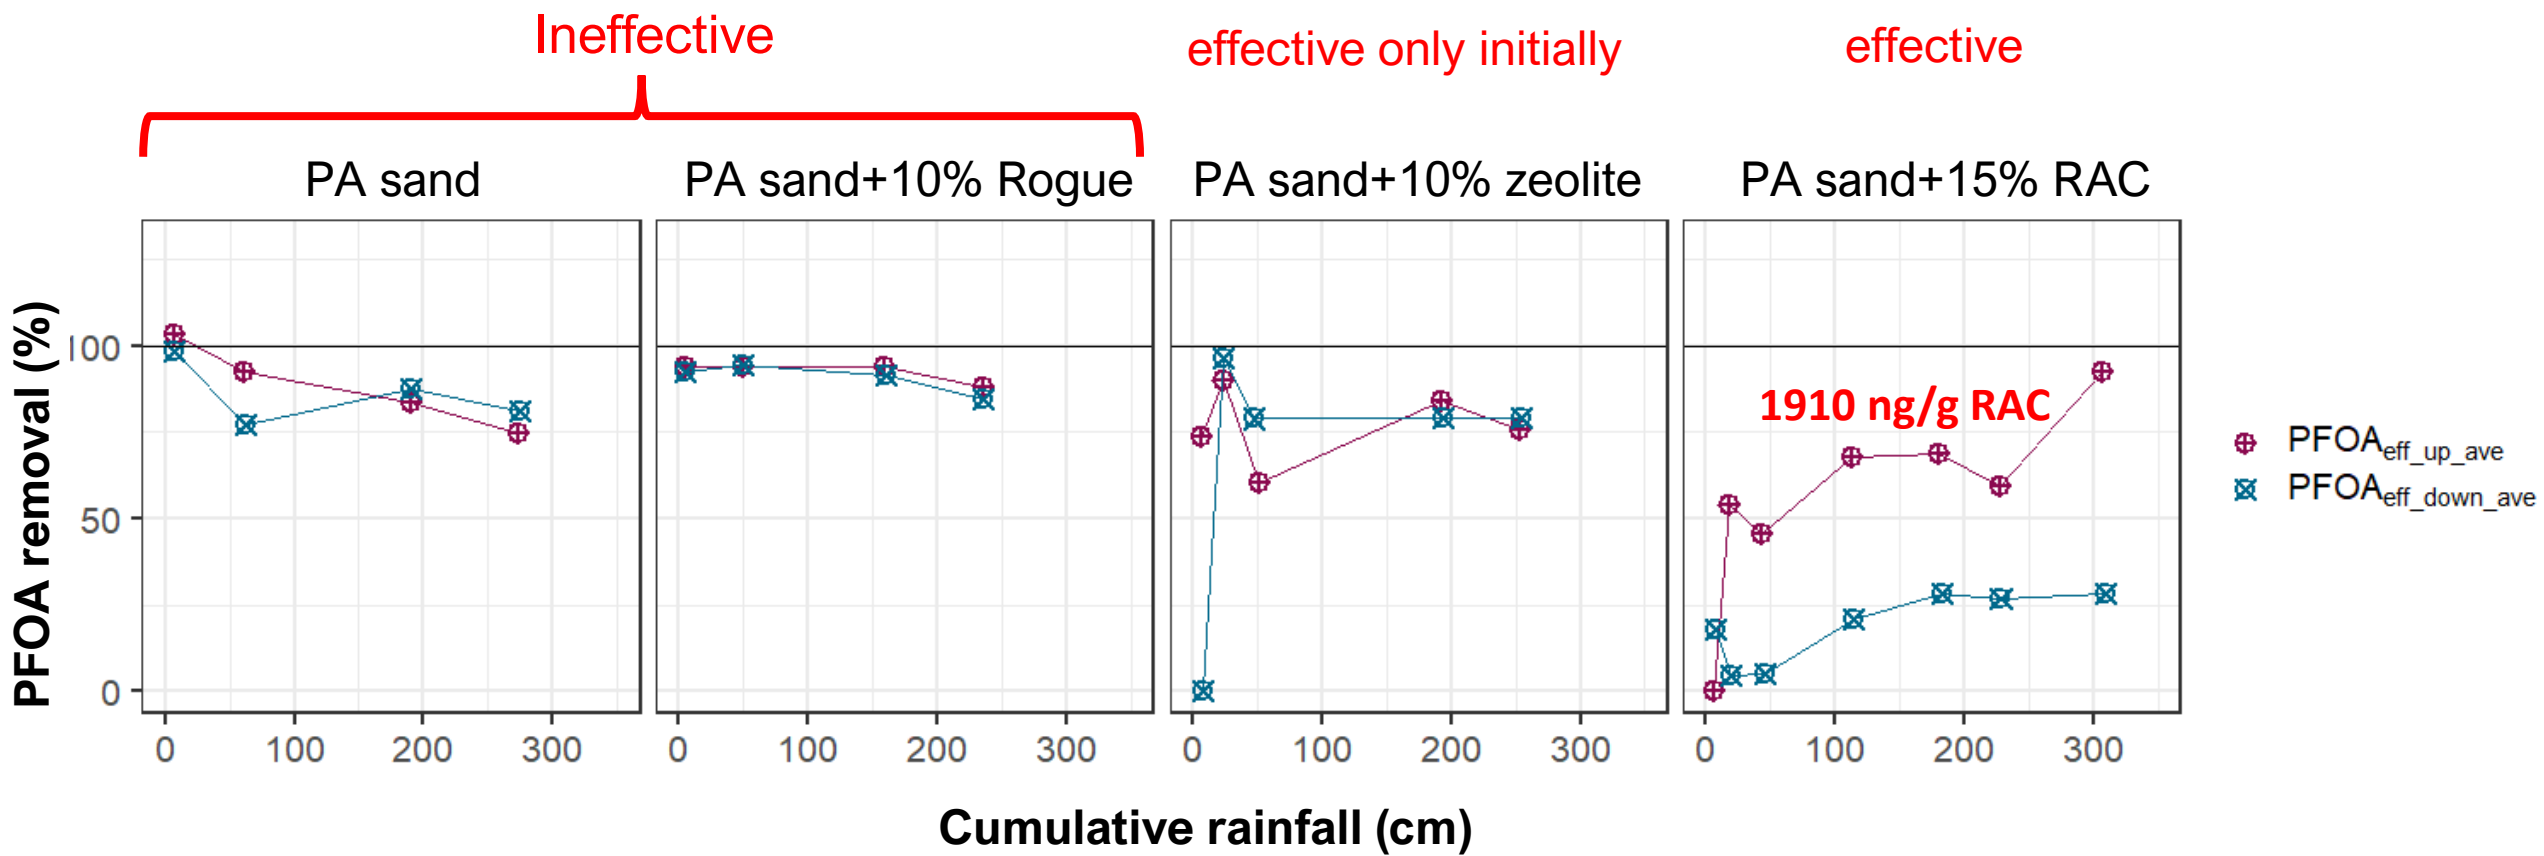 Ineffective
effective only initially
effective
PA sand
PA sand+10% Rogue
PA sand+10% zeolite
PA sand+15% RAC
PFOA removal (%)
100
50
0
1910 ng/g RAC
PFOAeff_up_ave
PFOAeff_down_ave
0 100 200 300
0 100 200 300
0 100 200 300
0 100 200 300
Cumulative rainfall (cm)